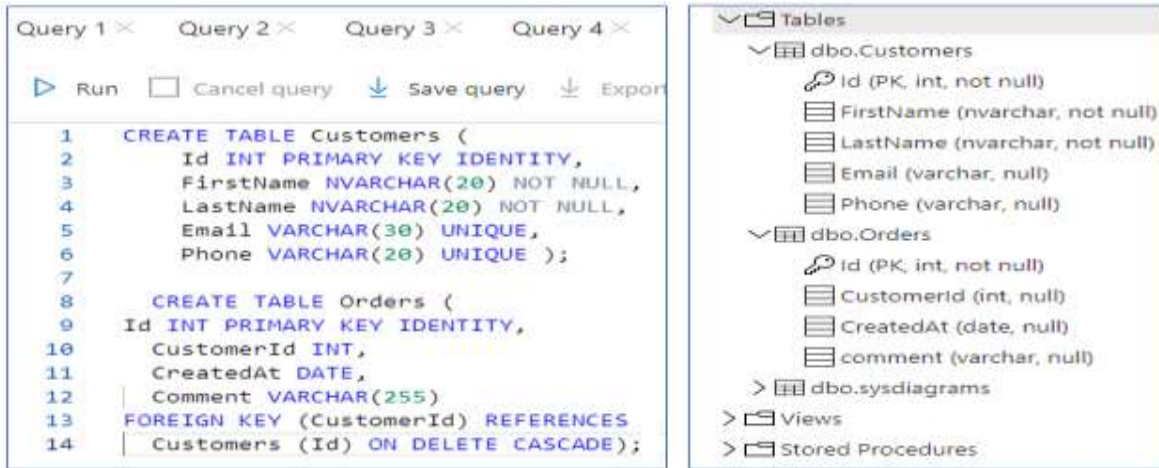 Query 1 × Query 2 × Query 3 × Query 4 ×
Run Cancel query Save query Export
1 CREATE TABLE Customers (
2 Id INT PRIMARY KEY IDENTITY,
3 FirstName NVARCHAR(20) NOT NULL,
4 LastName NVARCHAR(20) NOT NULL,
5 Email VARCHAR(30) UNIQUE,
6 Phone VARCHAR(20) UNIQUE );
7
8 CREATE TABLE Orders (
9 Id INT PRIMARY KEY IDENTITY,
10 CustomerId INT,
11 CreatedAt DATE,
12 Comment VARCHAR(255)
13 FOREIGN KEY (CustomerId) REFERENCES
14 Customers (Id) ON DELETE CASCADE);
Tables
dbo.Customers
Id (PK, int, not null)
FirstName (nvarchar, not null)
LastName (nvarchar, not null)
Email (varchar, null)
Phone (varchar, null)
dbo.Orders
Id (PK, int, not null)
CustomerId (int, null)
CreatedAt (date, null)
comment (varchar, null)
dbo.sysdiagrams
Views
Stored Procedures